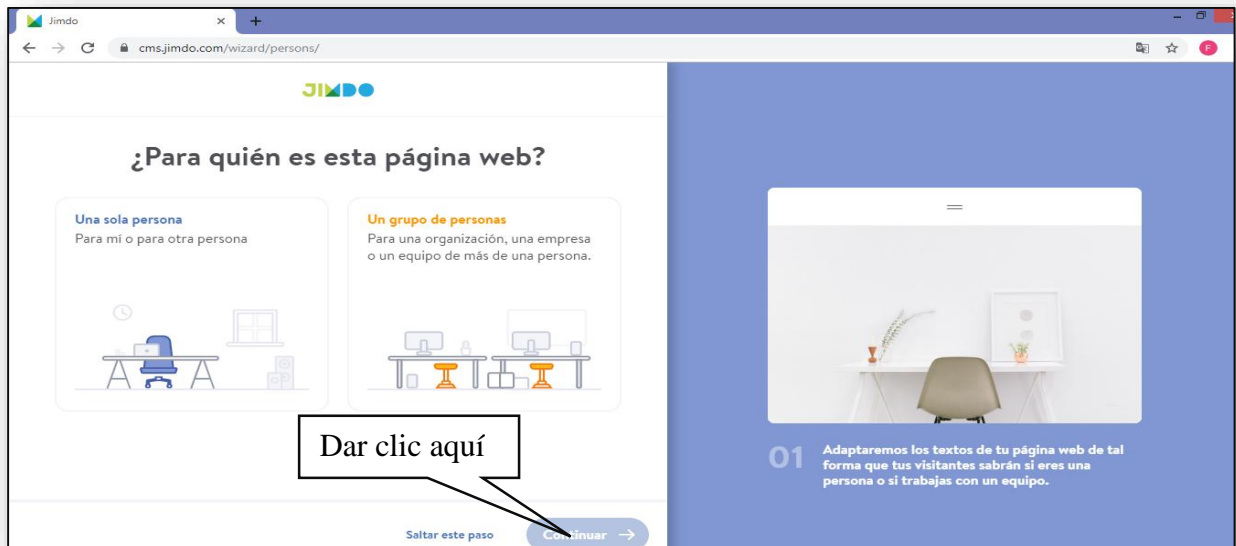 Jimdo
cms.jimdo.com/wizard/persons/
F
JIMDO
¿Para quién es esta página web?
Una sola persona
Para mí o para otra persona
Un grupo de personas
Para una organización, una empresa
o un equipo de más de una persona.
Dar clic aquí
Saltar este paso
Continuar
01
Adaptaremos los textos de tu página web de tal
forma que tus visitantes sabrán si eres una
persona o si trabajas con un equipo.